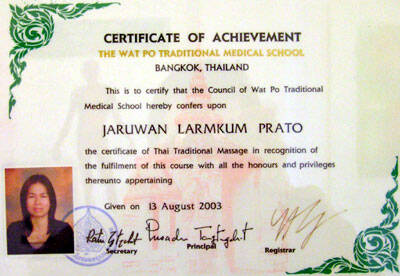 CERTIFICATE OF ACHIEVEMENT
THE WAT PO TRADITIONAL MEDICAL SCHOOL
BANGKOK, THAILAND
This is to certify that the Council of Wat Po Traditional
Medical School hereby confers upon
JARUWAN LARMKUM PRATO
the certificate of Thai Traditional Massage in recognition of
the fulfilment of this course with all the honours and privileges
thereunto appertaining
Given on 13 August 2003
Secretary Principal Registrar